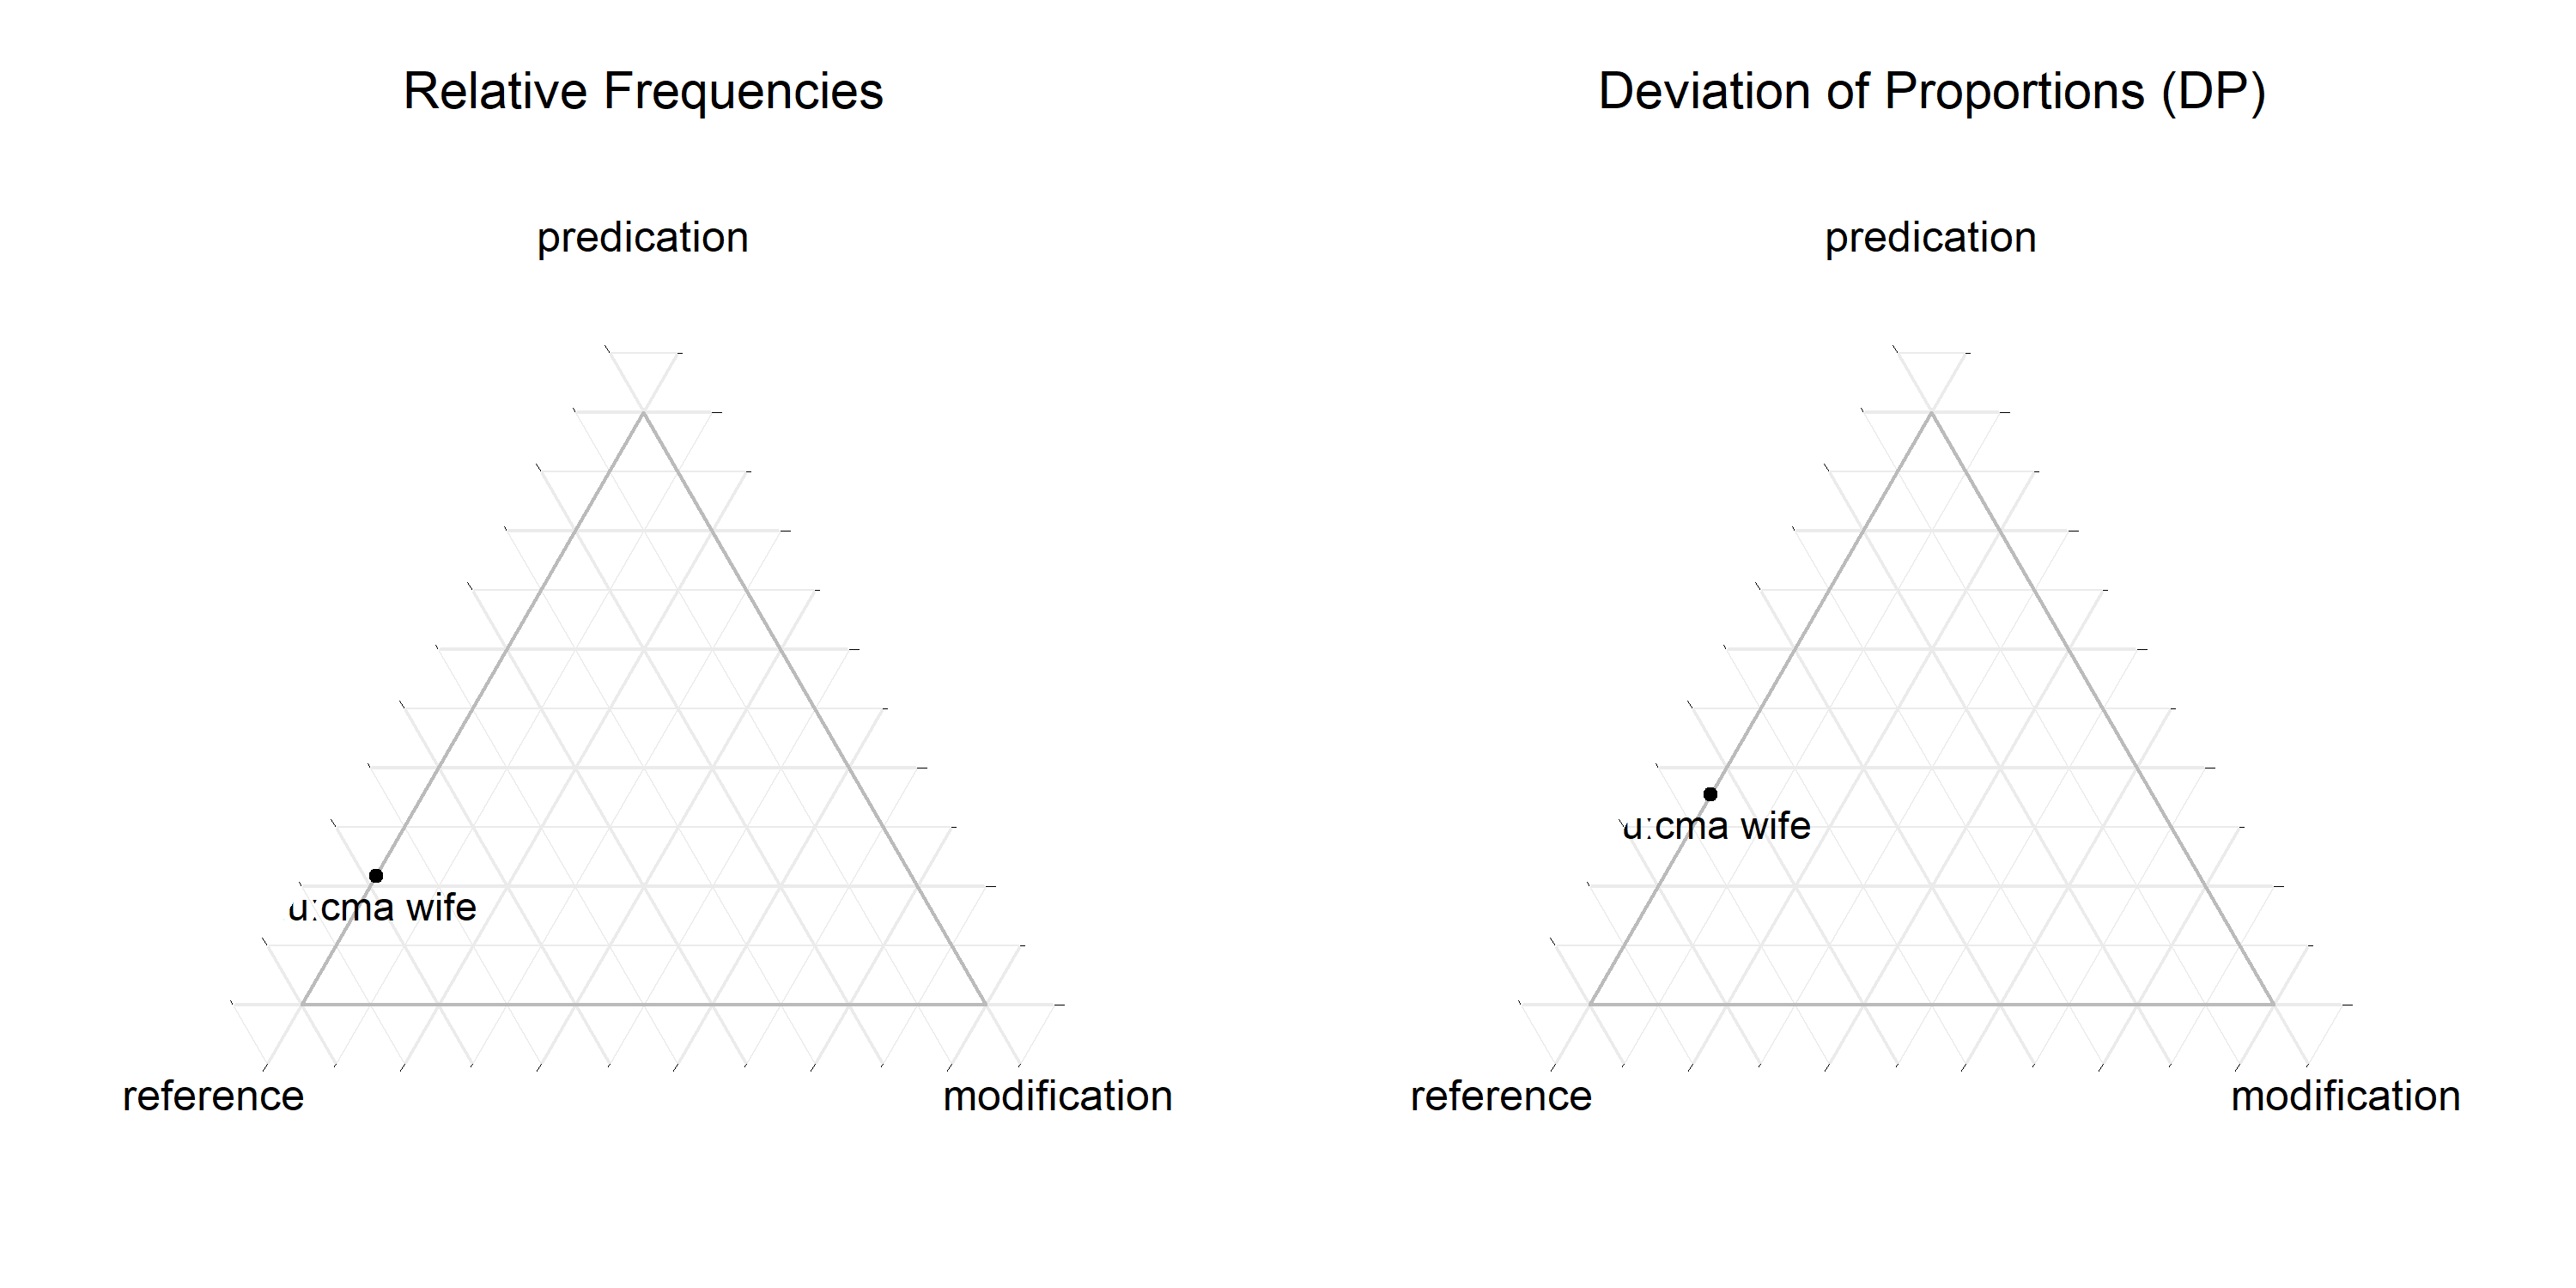 Relative Frequencies
predication
u:cma wife
reference
modification
Deviation of Proportions (DP)
predication
u:cma wife
reference
modification